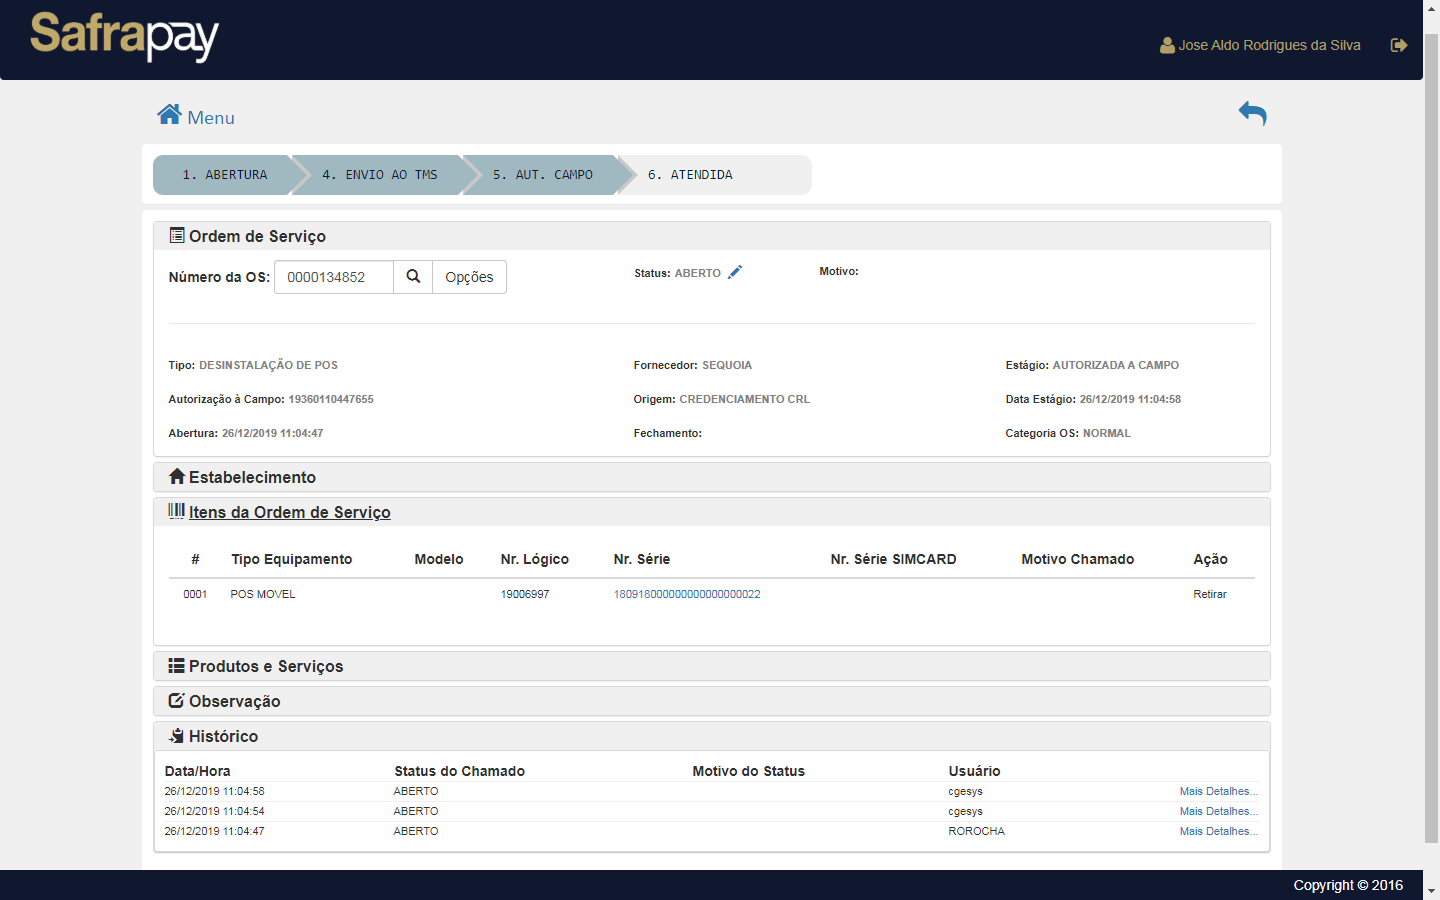 Safrapay
Jose Aldo Rodrigues da Silva
Menu
1. ABERTURA 4. ENVIO AO TMS 5. AUT. CAMPO 6. ATENDIDA
Ordem de Serviço
Número da OS: 0000134852 Opções Status: ABERTO Motivo:
Tipo: DESINSTALAÇÃO DE POS Fornecedor: SEQUOIA Estágio: AUTORIZADA A CAMPO
Autorização à Campo: 19360110447655 Origem: CREDENCIAMENTO CRL Data Estágio: 26/12/2019 11:04:58
Abertura: 26/12/2019 11:04:47 Fechamento: Categoria OS: NORMAL
Estabelecimento
Itens da Ordem de Serviço
# Tipo Equipamento Modelo Nr. Lógico Nr. Série Nr. Série SIMCARD Motivo Chamado Ação
0001 POS MOVEL 19006997 180918000000000000000022 Retirar
Produtos e Serviços
Observação
Histórico
Data/Hora Status do Chamado Motivo do Status Usuário
26/12/2019 11:04:58 ABERTO cgesys Mais Detalhes...
26/12/2019 11:04:54 ABERTO cgesys Mais Detalhes...
26/12/2019 11:04:47 ABERTO ROROCHA Mais Detalhes...
Copyright © 2016